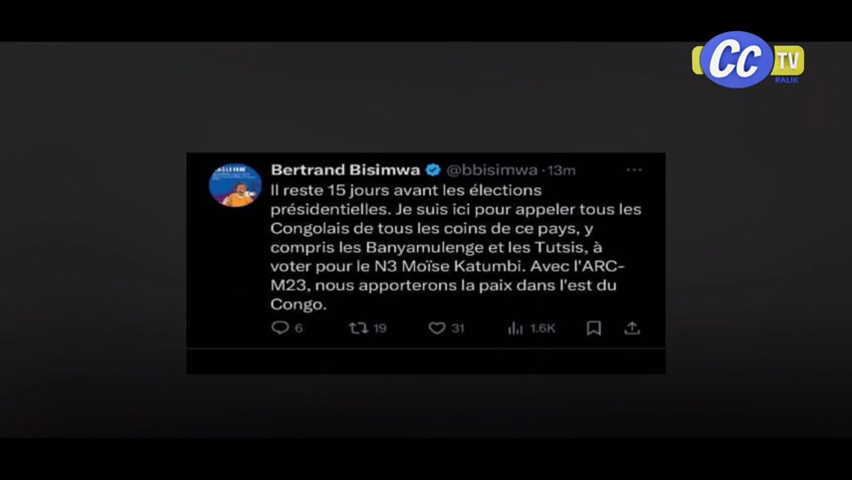 CC TV
RALIK
Bertrand Bisimwa @bbisimwa · 13m
Il reste 15 jours avant les élections
présidentielles. Je suis ici pour appeler tous les
Congolais de tous les coins de ce pays, y
compris les Banyamulenge et les Tutsis, à
voter pour le N3 Moïse Katumbi. Avec l'ARC-
M23, nous apporterons la paix dans l'est du
Congo.
6 19 31 1.6K